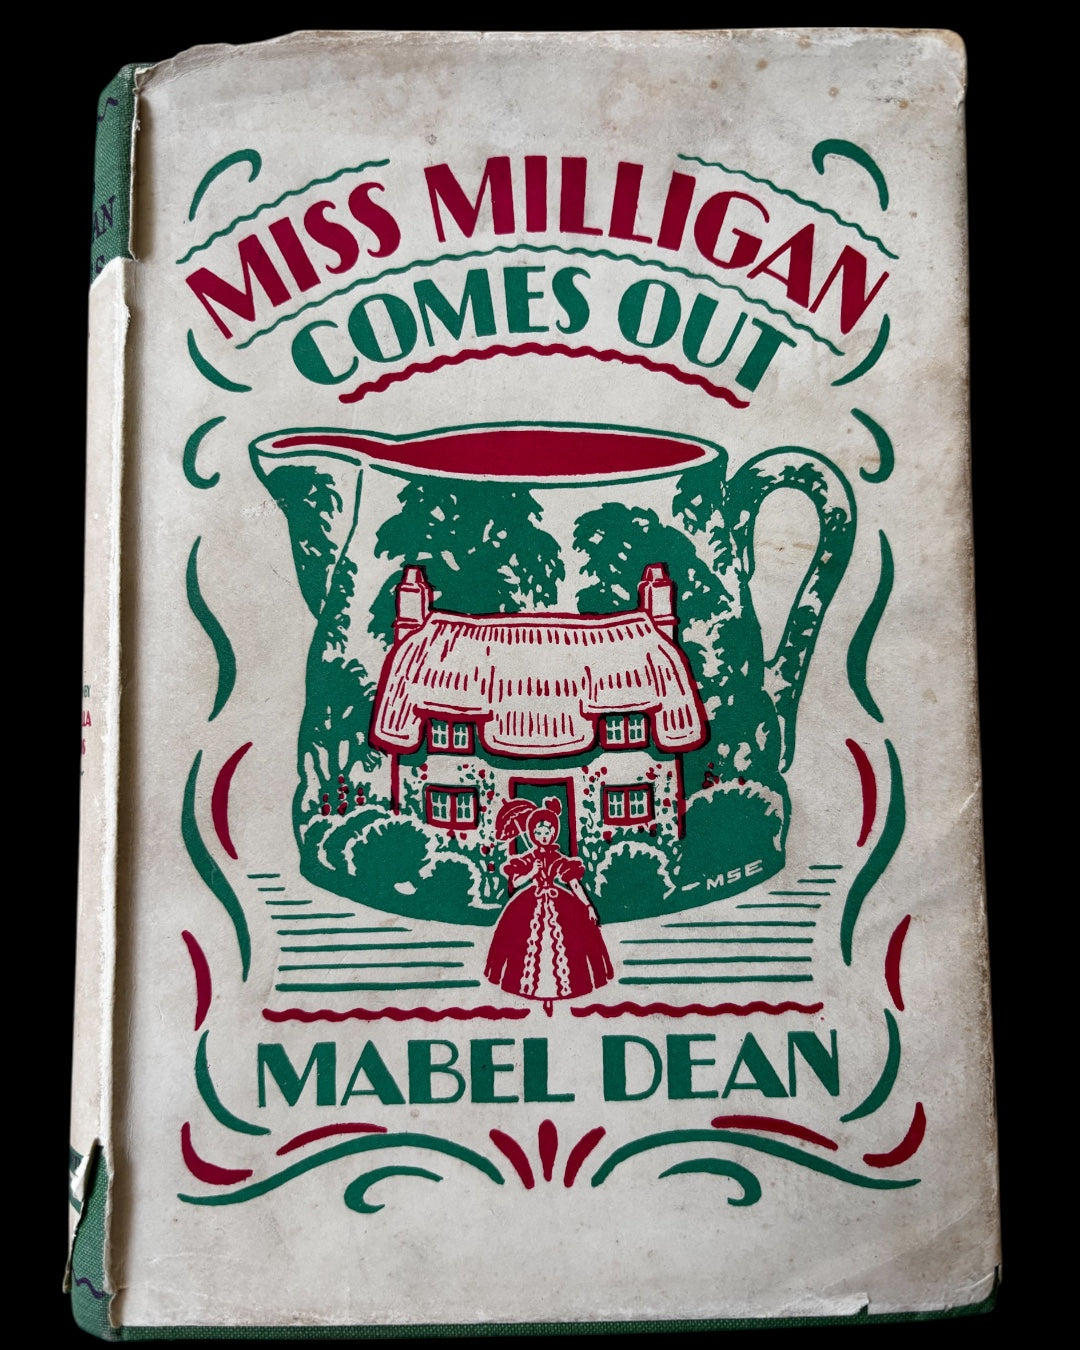 MISS MILLIGAN
COMES OUT
MSE
MABEL DEAN